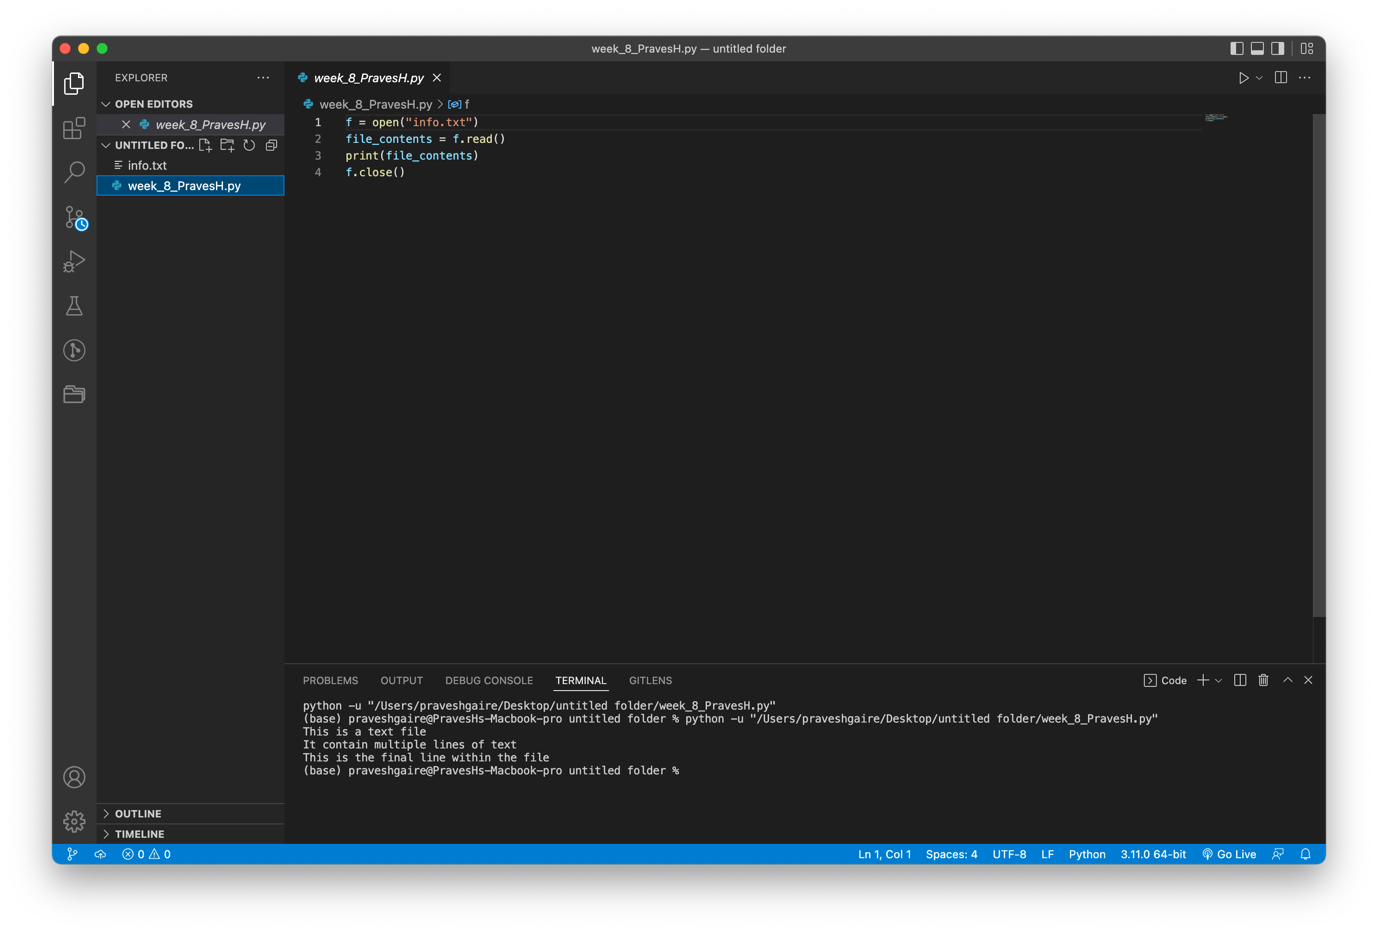 week_8_PravesH.py — untitled folder
EXPLORER
OPEN EDITORS
week_8_PravesH.py
UNTITLED FO...
info.txt
week_8_PravesH.py
OUTLINE
TIMELINE
week_8_PravesH.py
week_8_PravesH.py > f
1 f = open("info.txt")
2 file_contents = f.read()
3 print(file_contents)
4 f.close()
PROBLEMS OUTPUT DEBUG CONSOLE TERMINAL GITLENS Code
python -u "/Users/praveshgaire/Desktop/untitled folder/week_8_PravesH.py"
(base) praveshgaire@PravesHs-Macbook-pro untitled folder % python -u "/Users/praveshgaire/Desktop/untitled folder/week_8_PravesH.py"
This is a text file
It contain multiple lines of text
This is the final line within the file
(base) praveshgaire@PravesHs-Macbook-pro untitled folder %
0 0 Ln 1, Col 1 Spaces: 4 UTF-8 LF Python 3.11.0 64-bit Go Live